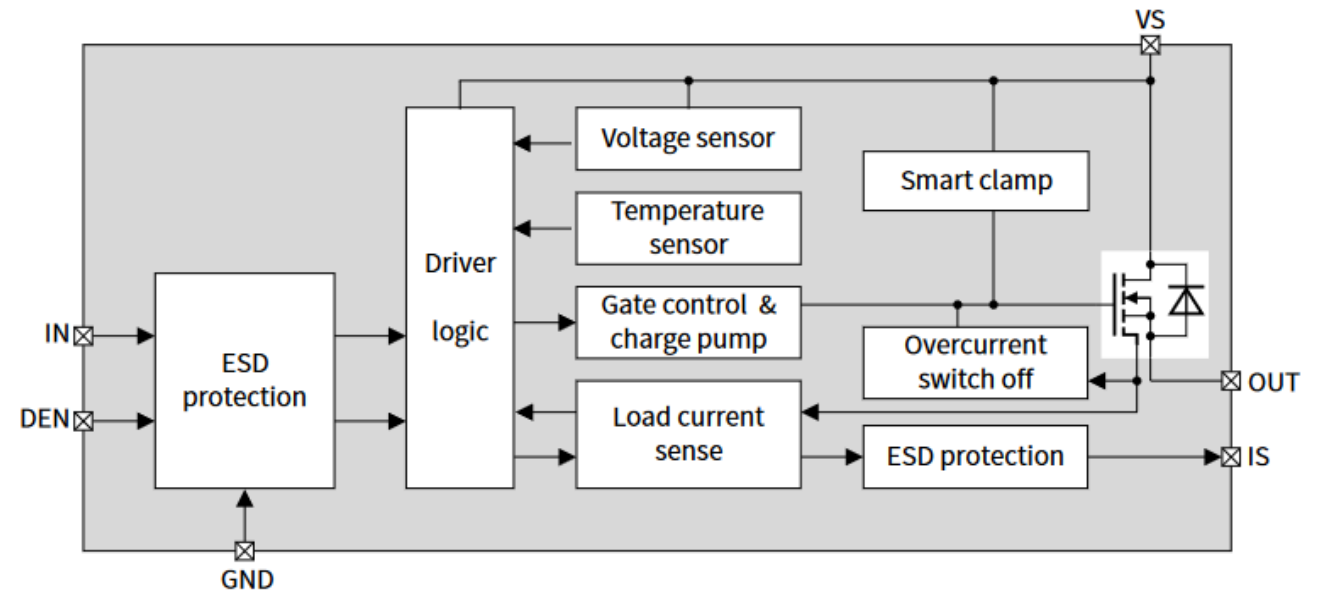 VS
Voltage sensor
Smart clamp
Temperature
sensor
Driver
logic
Gate control & 
charge pump
IN
ESD
protection
Overcurrent
switch off
OUT
DEN
Load current
sense
ESD protection
IS
GND